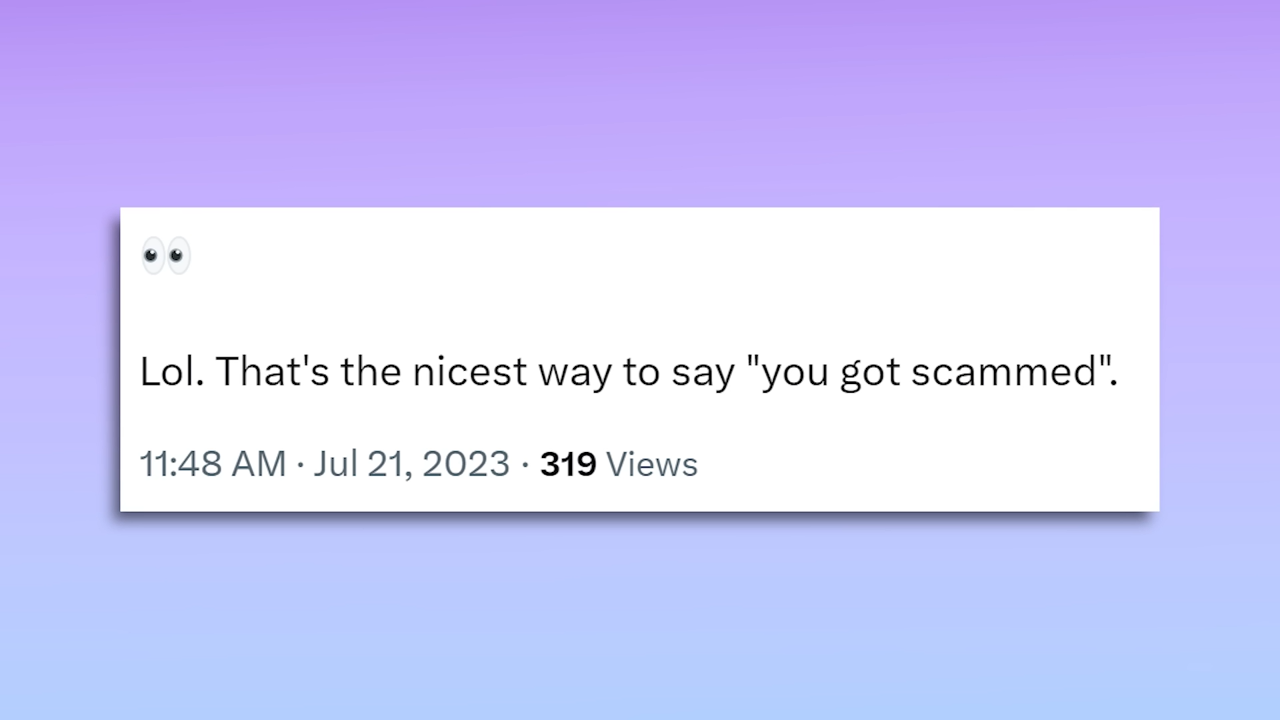 👀
Lol. That's the nicest way to say "you got scammed".
11:48 AM · Jul 21, 2023 · 319 Views